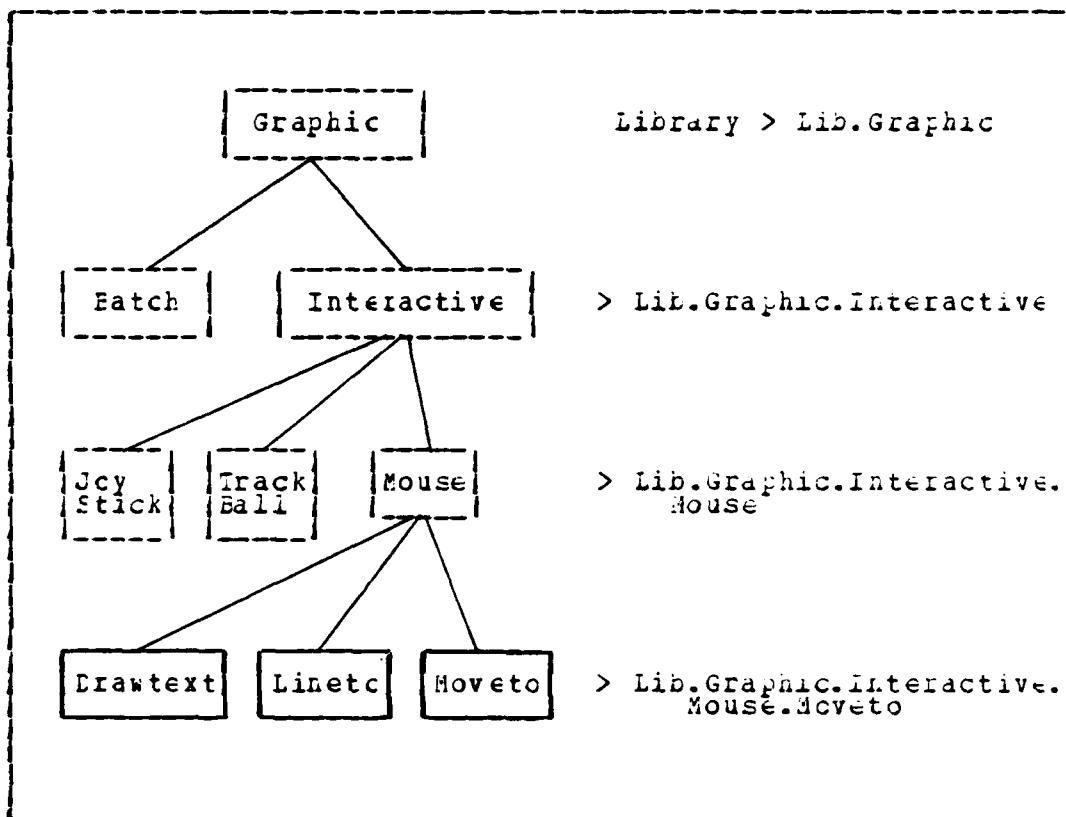 Graphic Library > Lib.Graphic
Batch Interactive > Lib.Graphic.Interactive
Joy Track Mouse > Lib.Graphic.Interactive.
Stick Ball Mouse
Drawtext Lineto Moveto > Lib.Graphic.Interactive.
Mouse.Moveto